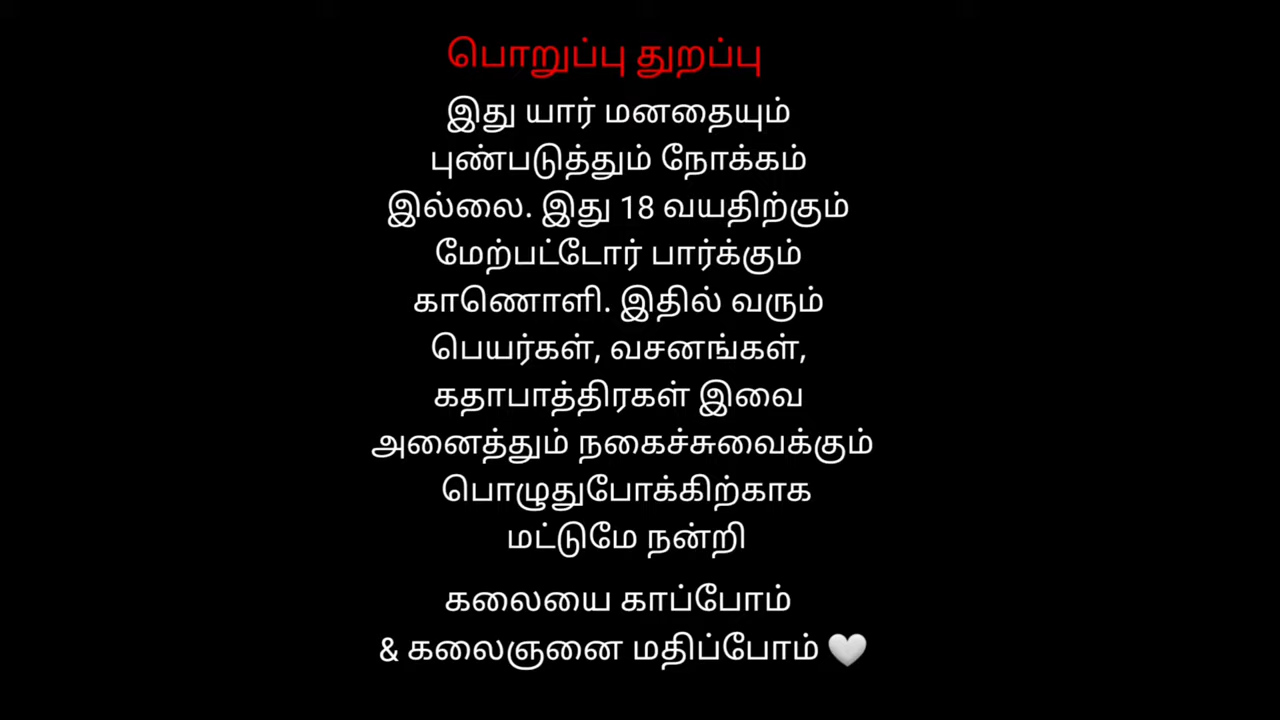 பொறுப்பு துறப்பு
இது யார் மனதையும்
புண்படுத்தும் நோக்கம்
இல்லை. இது 18 வயதிற்கும்
மேற்பட்டோர் பார்க்கும்
காணொளி. இதில் வரும்
பெயர்கள், வசனங்கள்,
கதாபாத்திரகள் இவை
அனைத்தும் நகைச்சுவைக்கும்
பொழுதுபோக்கிற்காக
மட்டுமே நன்றி
கலையை காப்போம்
& கலைஞனை மதிப்போம் 🤍